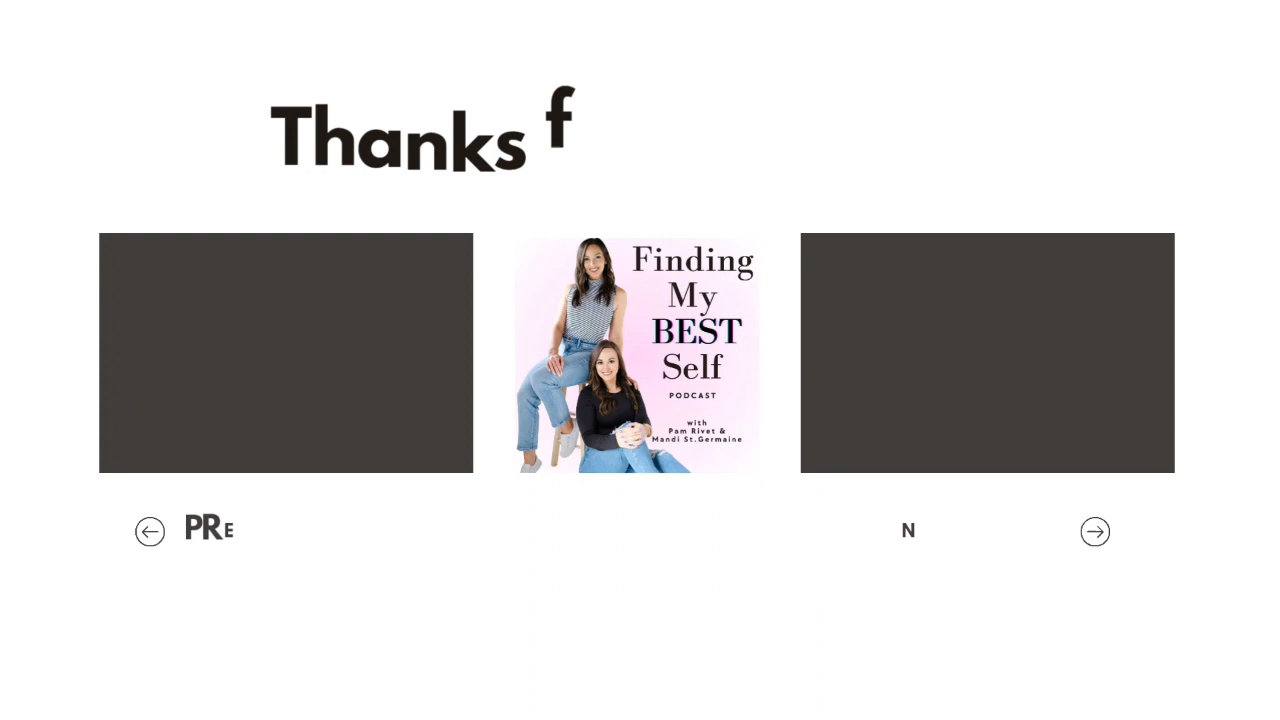 Thanks f
Finding
My
BEST
Self
PODCAST
with
Pam Rivet &
Mandi St.Germaine
PRE
N